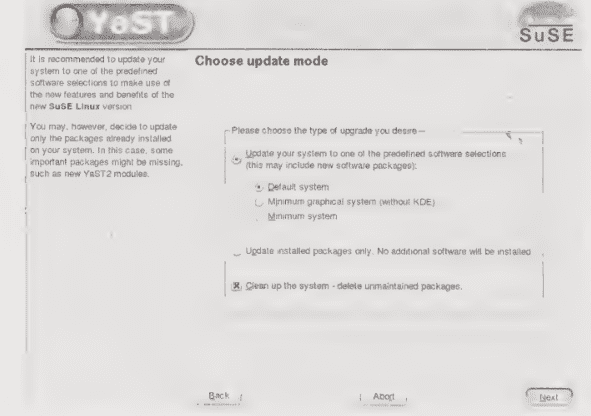 YaST
SuSE
It is recommended to update your
system to one of the predefined
software selections to make use of
the new features and benefits of the
new SuSE Linux version
You may, however, decide to update
only the packages already installed
on your system. In this case, some
important packages might be missing,
such as new YaST2 modules.
Choose update mode
Please choose the type of upgrade you desire
Update your system to one of the predefined software selections
(this may include new software packages):
Default system
Minimum graphical system (without KDE)
Minimum system
Update installed packages only. No additional software will be installed
Clean up the system - delete unmaintained packages.
Back
Abort
Next